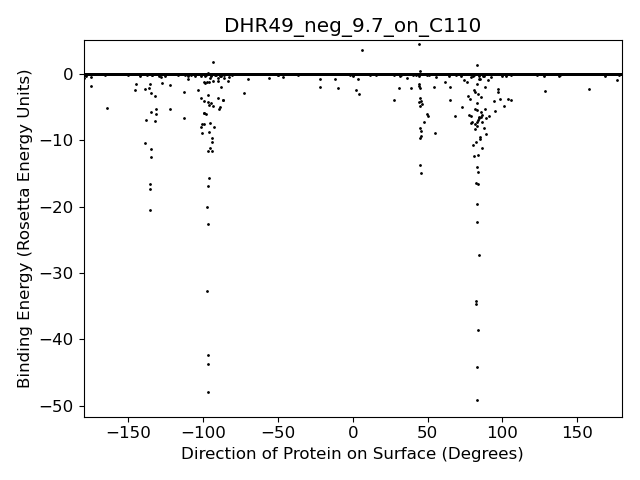 DHR49_neg_9.7_on_C110
Binding Energy (Rosetta Energy Units)
0
−10
−20
−30
−40
−50
−150 −100 −50 0 50 100 150
Direction of Protein on Surface (Degrees)